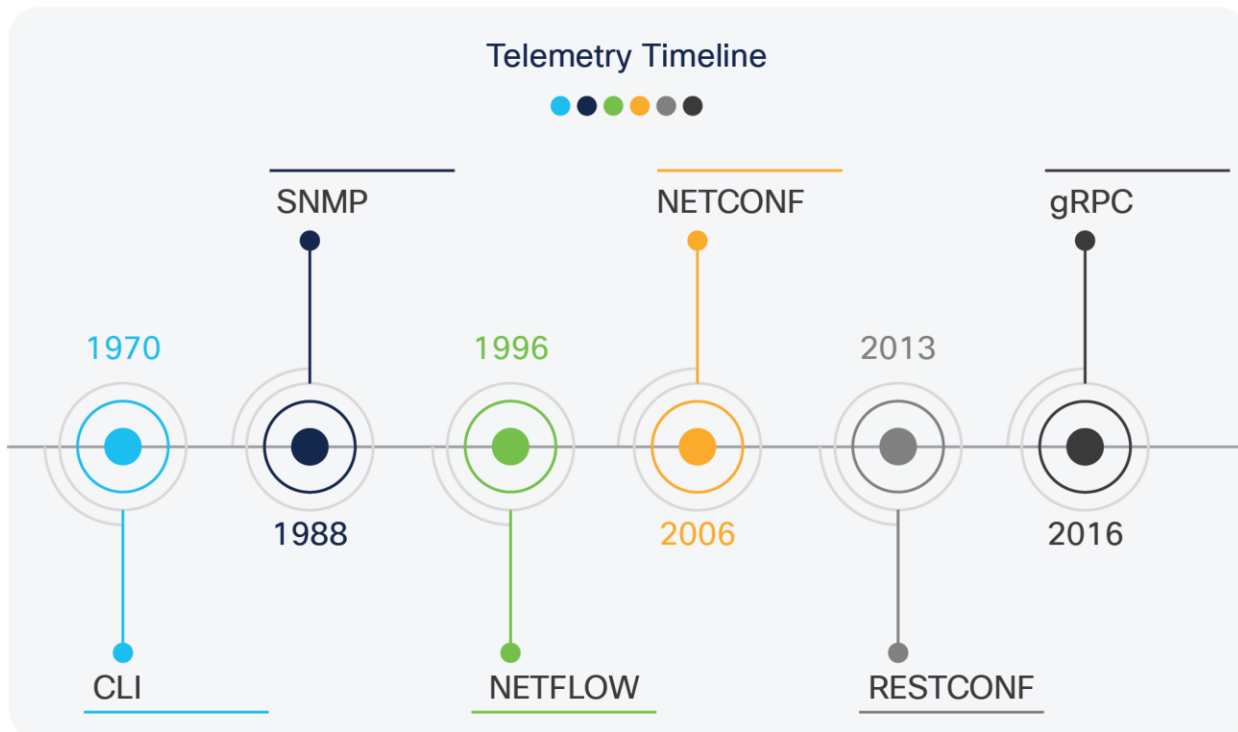 Telemetry Timeline
SNMP
NETCONF
gRPC
1970
1996
2013
1988
2006
2016
CLI
NETFLOW
RESTCONF